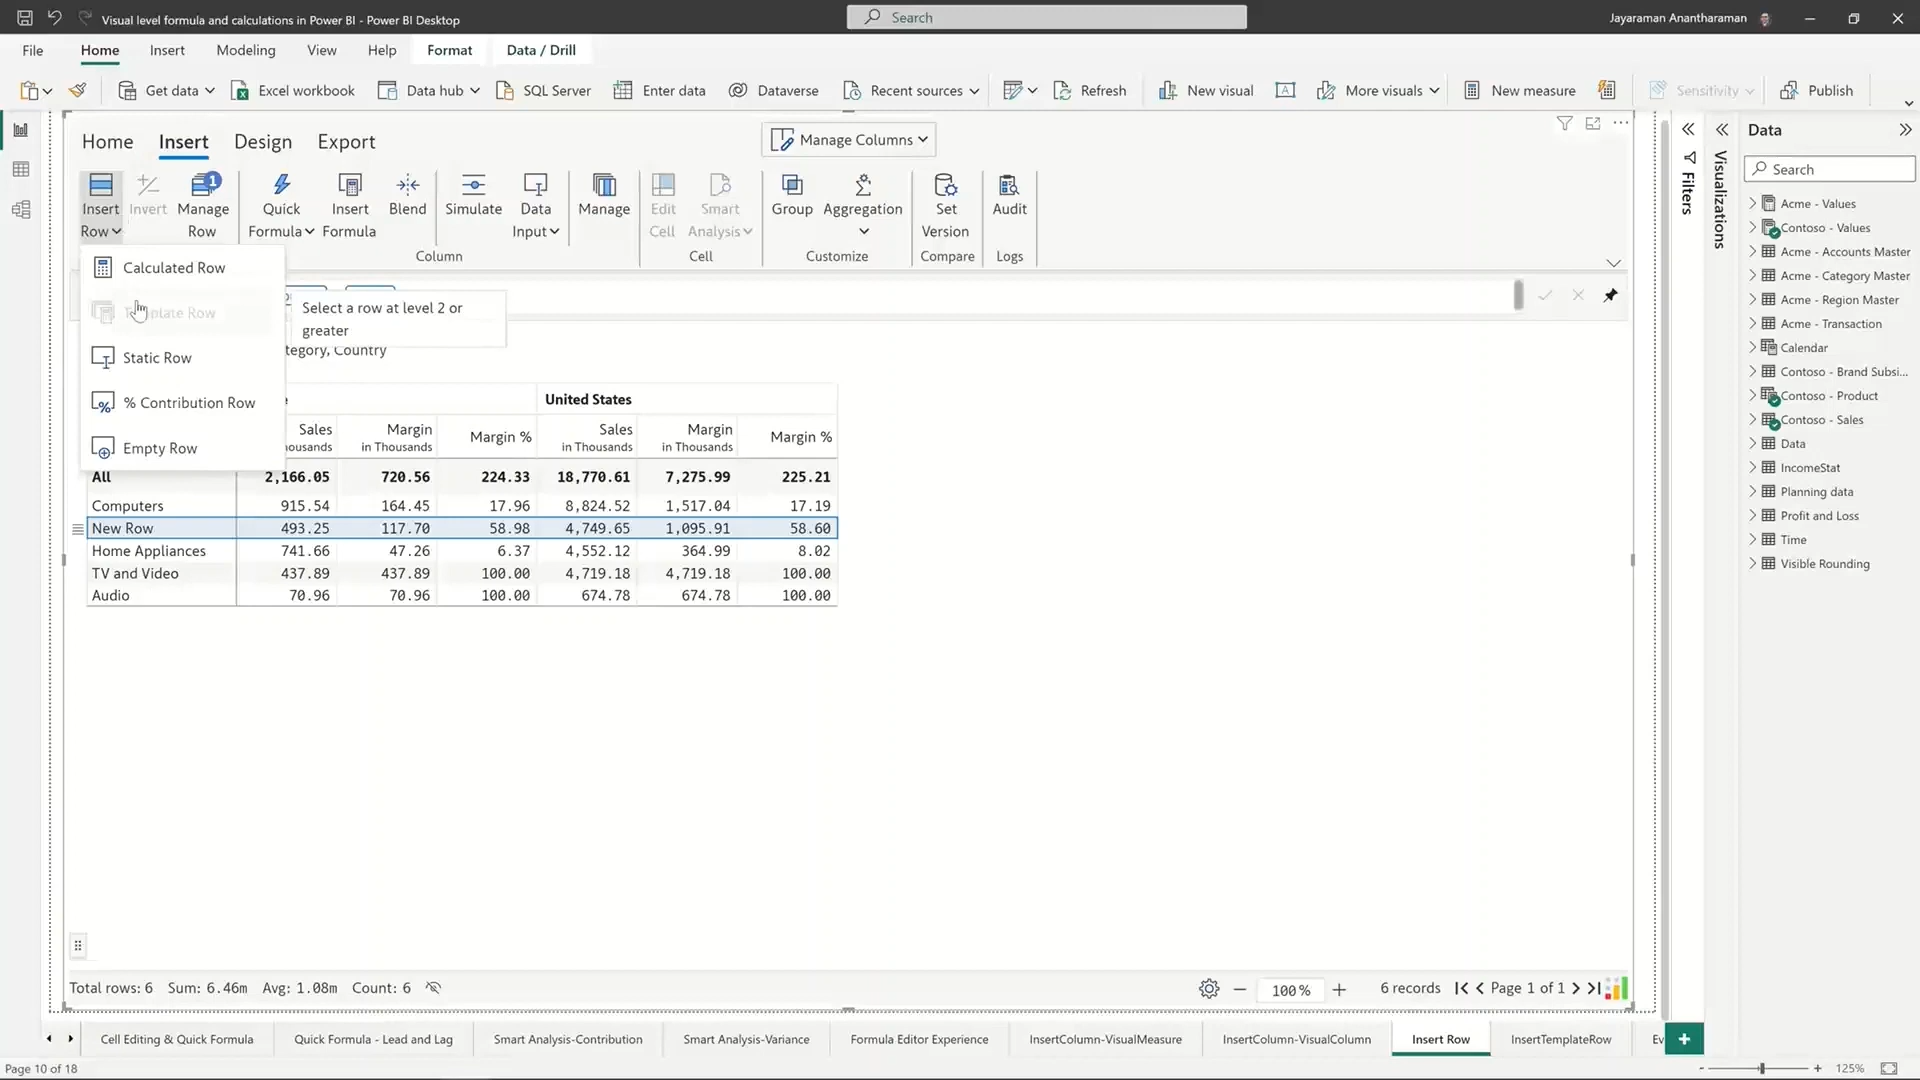 Visual level formula and calculations in Power BI - Power BI Desktop
Search
Jayaraman Anantharaman
File
Home
Insert
Modeling
View
Help
Format
Data / Drill
Get data
Excel workbook
Data hub
SQL Server
Enter data
Dataverse
Recent sources
Refresh
New visual
More visuals
New measure
Sensitivity
Publish
Home
Insert
Design
Export
Manage Columns
Insert
Row
Invert
1
Manage
Row
Quick
Formula
Insert
Formula
Blend
Simulate
Data
Input
Manage
Edit
Cell
Smart
Analysis
Group
Aggregation
Set
Version
Audit
Column
Cell
Customize
Compare
Logs
Calculated Row
plate Row
Static Row
% Contribution Row
Empty Row
Select a row at level 2 or
greater
tegory, Country
United States
Sales
Margin
in Thousands
Margin %
Sales
in Thousands
Margin
in Thousands
Margin %
All 2,166.05 720.56 224.33 18,770.61 7,275.99 225.21
Computers 915.54 164.45 17.96 8,824.52 1,517.04 17.19
New Row 493.25 117.70 58.98 4,749.65 1,095.91 58.60
Home Appliances 741.66 47.26 6.37 4,552.12 364.99 8.02
TV and Video 437.89 437.89 100.00 4,719.18 4,719.18 100.00
Audio 70.96 70.96 100.00 674.78 674.78 100.00
Total rows: 6 Sum: 6.46m Avg: 1.08m Count: 6
100 %
6 records
Page 1 of 1
Filters
Visualizations
Data
Search
Acme - Values
Contoso - Values
Acme - Accounts Master
Acme - Category Master
Acme - Region Master
Acme - Transaction
Calendar
Contoso - Brand Subsi...
Contoso - Product
Contoso - Sales
Data
IncomeStat
Planning data
Profit and Loss
Time
Visible Rounding
Cell Editing & Quick Formula
Quick Formula - Lead and Lag
Smart Analysis-Contribution
Smart Analysis-Variance
Formula Editor Experience
InsertColumn-VisualMeasure
InsertColumn-VisualColumn
Insert Row
InsertTemplateRow
Page 10 of 18
125%